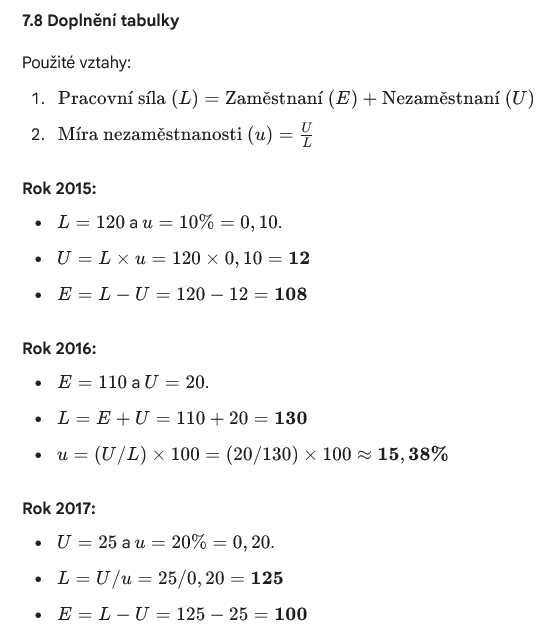 7.8 Doplnění tabulky
Použité vztahy:
1. Pracovní síla (L) = Zaměstnaní (E) + Nezaměstnaní (U)
2. Míra nezaměstnanosti (u) = U/L
Rok 2015:
• L = 120 a u = 10% = 0, 10.
• U = L × u = 120 × 0, 10 = 12
• E = L − U = 120 − 12 = 108
Rok 2016:
• E = 110 a U = 20.
• L = E + U = 110 + 20 = 130
• u = (U/L) × 100 = (20/130) × 100 ≈ 15, 38%
Rok 2017:
• U = 25 a u = 20% = 0, 20.
• L = U/u = 25/0, 20 = 125
• E = L − U = 125 − 25 = 100